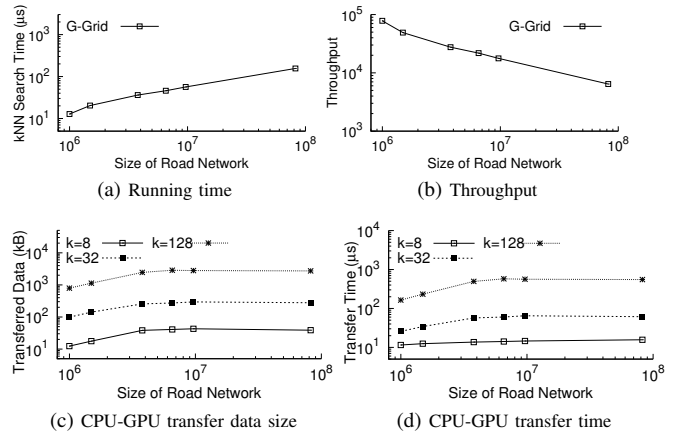 kNN Search Time (μs)
10³
10²
10¹
G-Grid
10⁶ 10⁷ 10⁸
Size of Road Network
(a) Running time
Throughput
10⁵
10⁴
10³
G-Grid
10⁶ 10⁷ 10⁸
Size of Road Network
(b) Throughput
Transferred Data (kB)
10⁴
10³
10²
10¹
k=8 k=128
k=32
10⁶ 10⁷ 10⁸
Size of Road Network
(c) CPU-GPU transfer data size
Transfer Time (μs)
10⁴
10³
10²
10¹
k=8 k=128
k=32
10⁶ 10⁷ 10⁸
Size of Road Network
(d) CPU-GPU transfer time